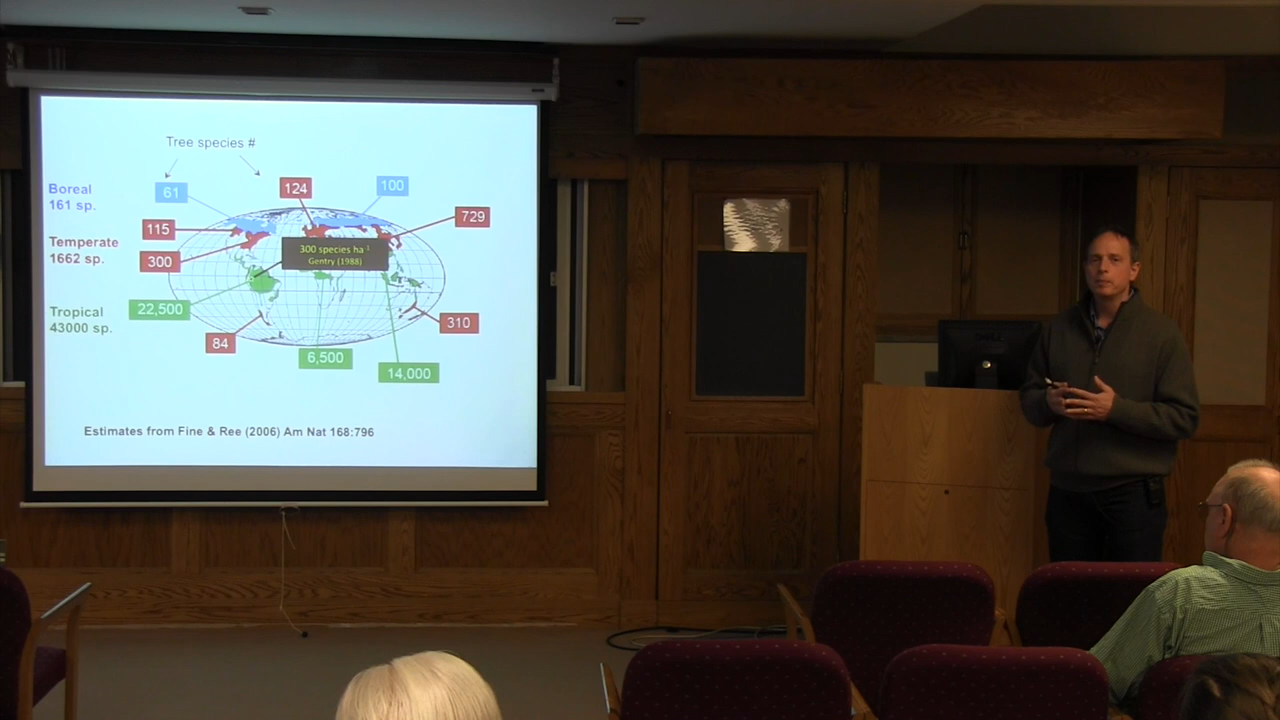 Tree species #
Boreal
161 sp.
61
124
100
115
729
Temperate
1662 sp.
300
300 species ha⁻¹
Gentry (1988)
Tropical
43000 sp.
22,500
84
310
6,500
14,000
Estimates from Fine & Ree (2006) Am Nat 168:796